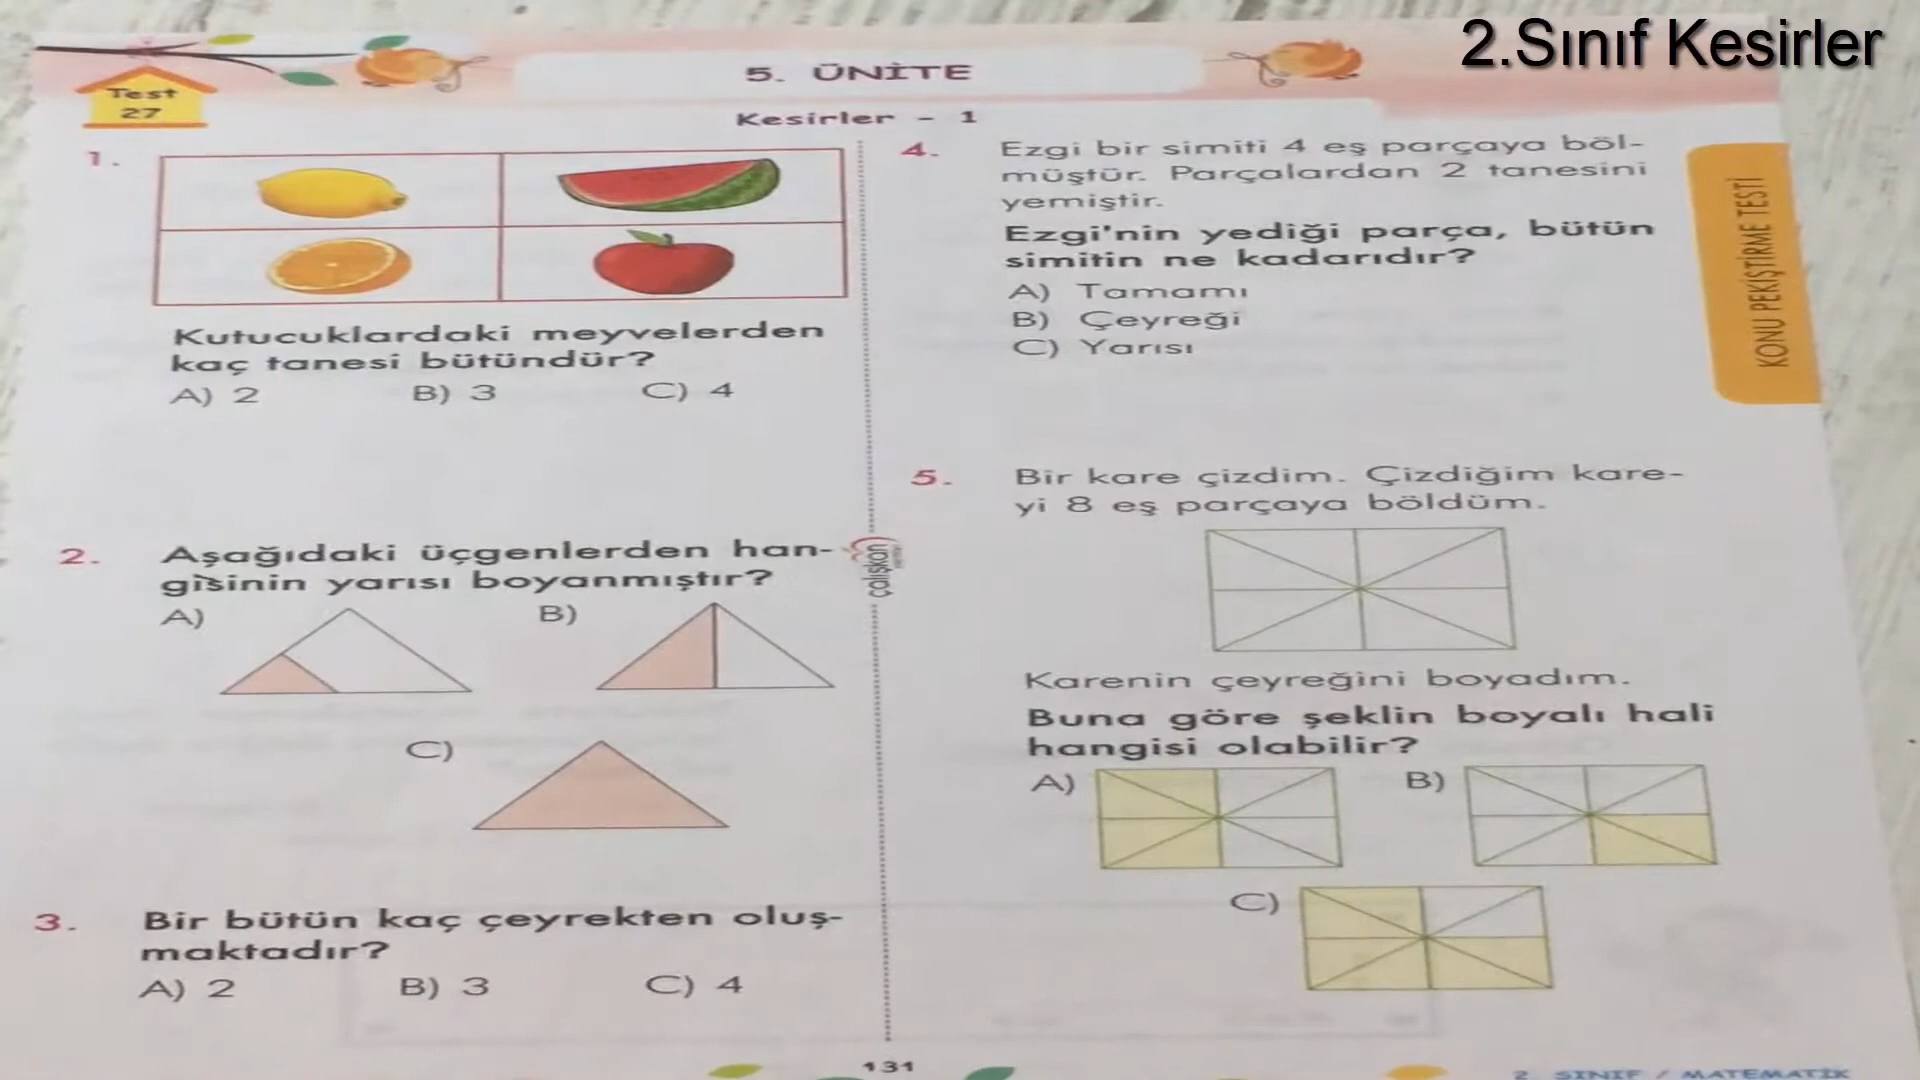 2.Sınıf Kesirler
5. ÜNİTE
Test
27
Kesirler - 1
1.
Kutucuklardaki meyvelerden
kaç tanesi bütündür?
A) 2 B) 3 C) 4
2. Aşağıdaki üçgenlerden han-
gisinin yarısı boyanmıştır?
A) B)
C)
3. Bir bütün kaç çeyrekten oluş-
maktadır?
A) 2 B) 3 C) 4
çalışkan
4. Ezgi bir simiti 4 eş parçaya böl-
müştür. Parçalardan 2 tanesini
yemiştir.
Ezgi'nin yediği parça, bütün
simitin ne kadarıdır?
A) Tamamı
B) Çeyreği
C) Yarısı
5. Bir kare çizdim. Çizdiğim kare-
yi 8 eş parçaya böldüm.
Karenin çeyreğini boyadım.
Buna göre şeklin boyalı hali
hangisi olabilir?
A) B)
C)
KONU PEKİŞTİRME TESTİ
131
2. SINIF / MATEMATİK